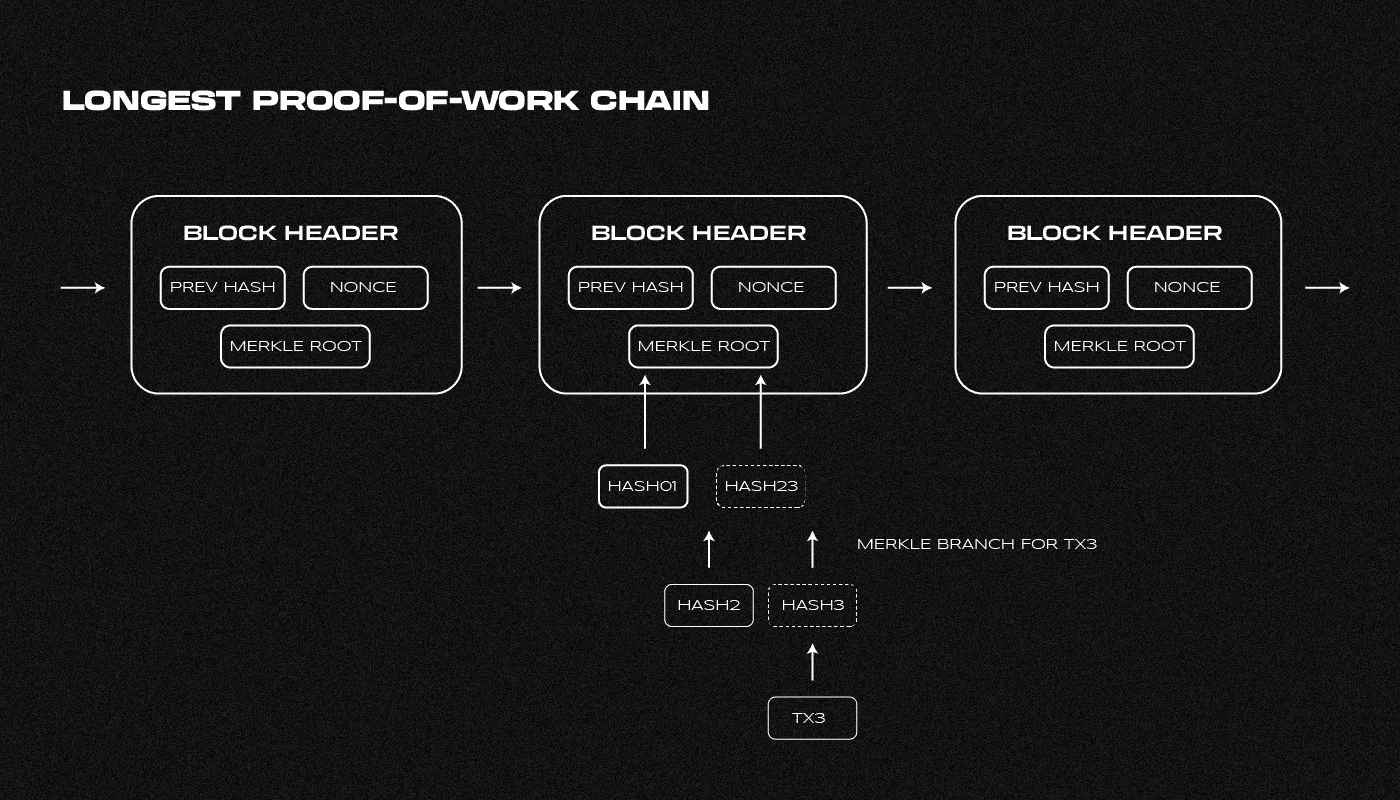 LONGEST PROOF-OF-WORK CHAIN
BLOCK HEADER
PREV HASH
NONCE
MERKLE ROOT
BLOCK HEADER
PREV HASH
NONCE
MERKLE ROOT
BLOCK HEADER
PREV HASH
NONCE
MERKLE ROOT
HASH01
HASH23
MERKLE BRANCH FOR TX3
HASH2
HASH3
TX3